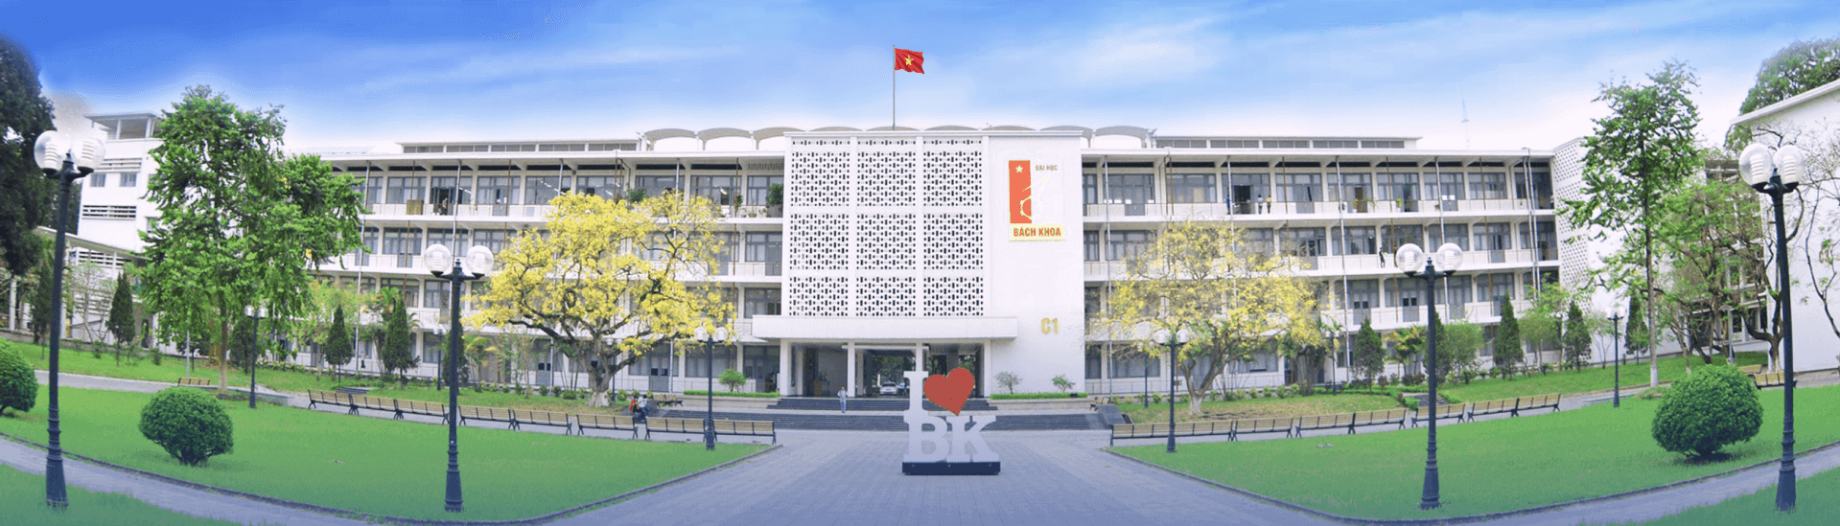 ĐẠI HỌC
BÁCH KHOA
C1
I ❤
BK